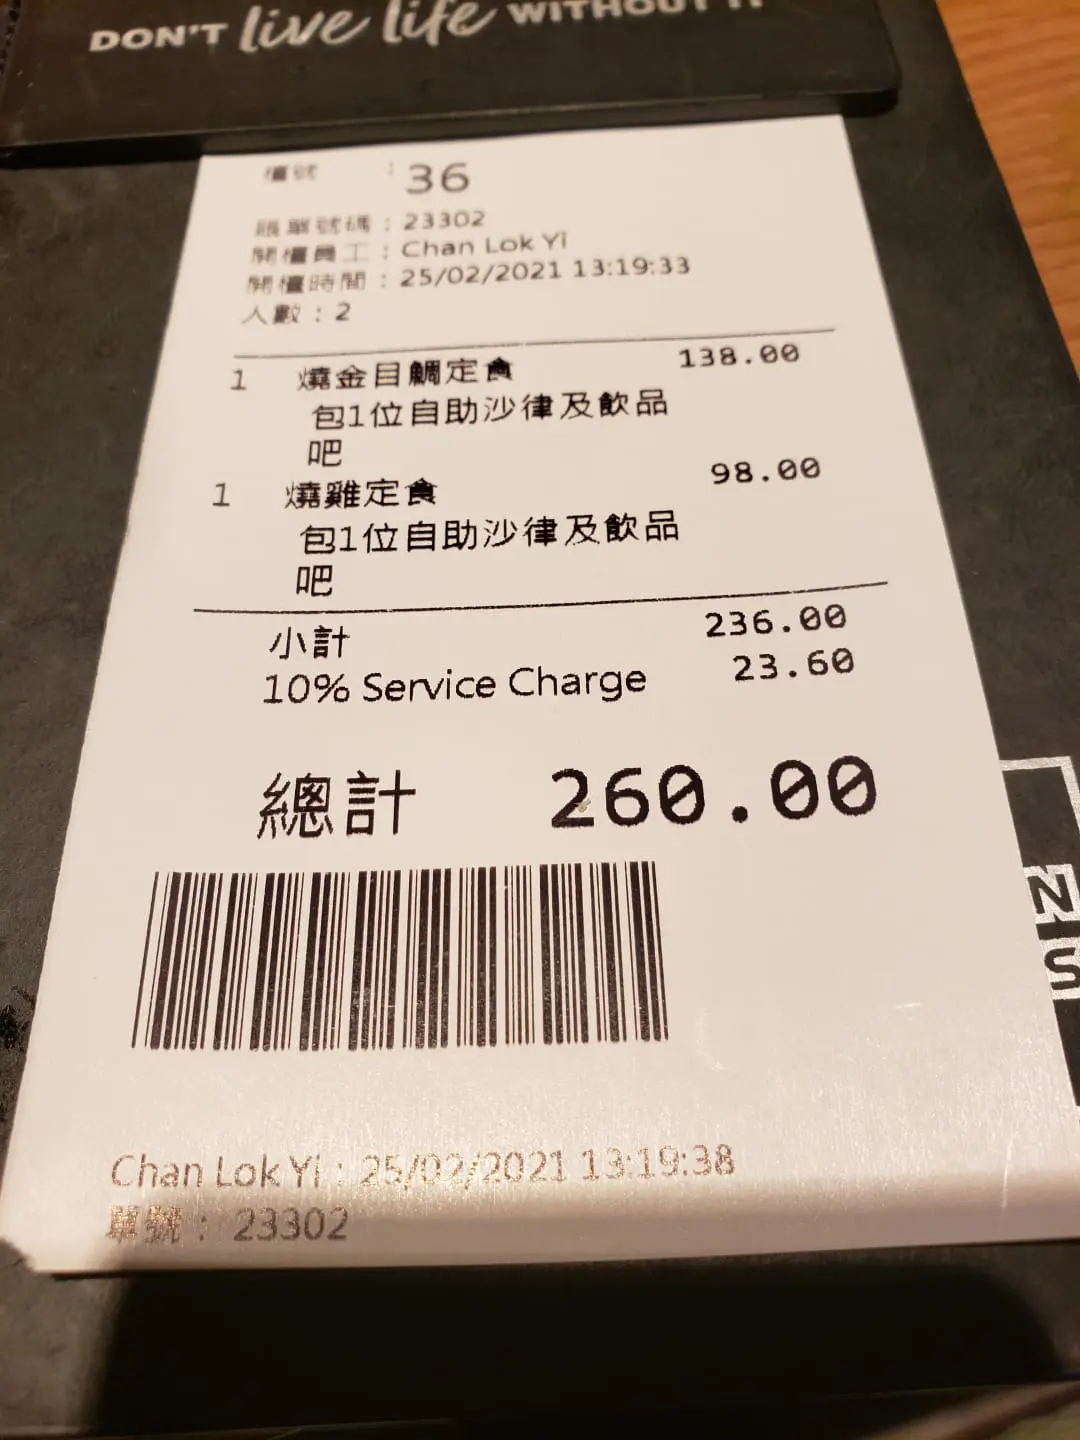 DON'T live life WITHOUT IT
檯號 : 36
賬單號碼 : 23302
開檯員工 : Chan Lok Yi
開檯時間 : 25/02/2021 13:19:33
人數 : 2
1 燒金目鯛定食 138.00
包1位自助沙律及飲品
吧
1 燒雞定食 98.00
包1位自助沙律及飲品
吧
小計 236.00
10% Service Charge 23.60
總計 260.00
N
S
Chan Lok Yi : 25/02/2021 13:19:38
單號 : 23302